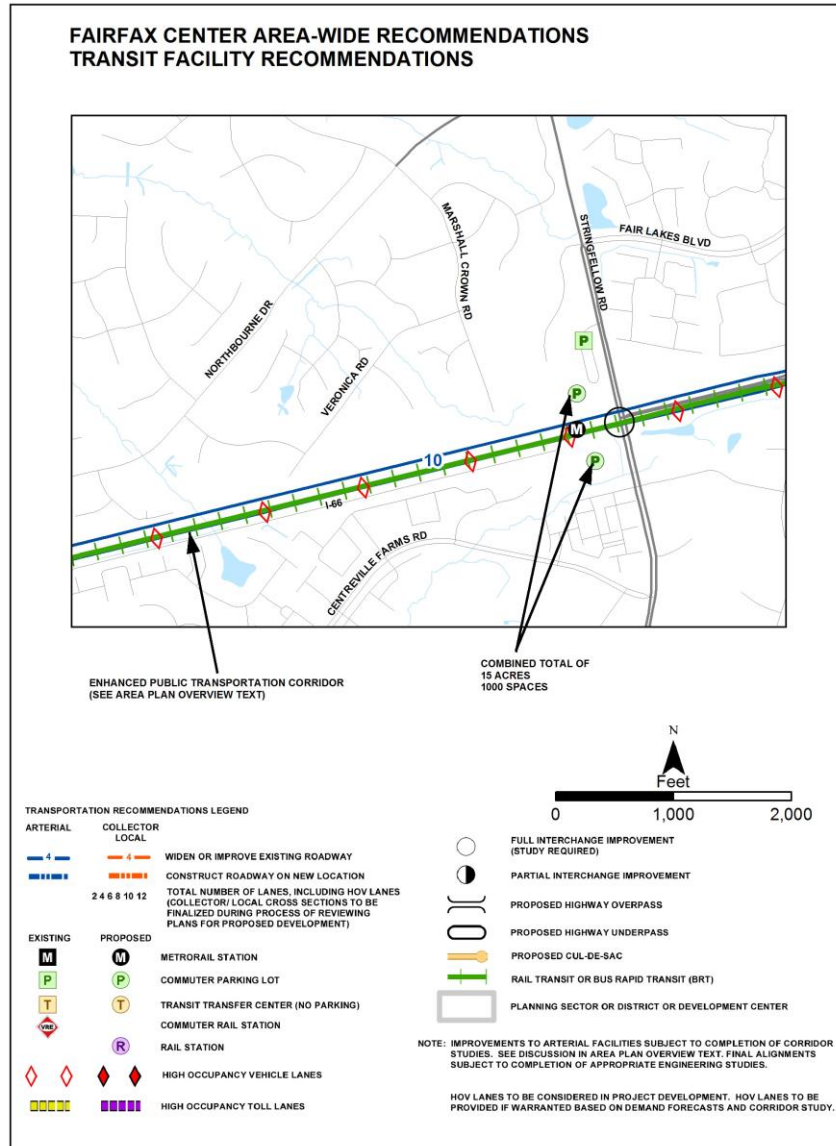 FAIRFAX CENTER AREA-WIDE RECOMMENDATIONS
TRANSIT FACILITY RECOMMENDATIONS
MARSHALL CROWN RD
STRINGFELLOW RD
FAIR LAKES BLVD
NORTHBOURNE DR
VERONICA RD
P
P
M
P
10
I-66
CENTREVILLE FARMS RD
ENHANCED PUBLIC TRANSPORTATION CORRIDOR
(SEE AREA PLAN OVERVIEW TEXT)
COMBINED TOTAL OF
15 ACRES
1000 SPACES
N
Feet
0 1,000 2,000
TRANSPORTATION RECOMMENDATIONS LEGEND
ARTERIAL COLLECTOR
LOCAL
4 4 WIDEN OR IMPROVE EXISTING ROADWAY
CONSTRUCT ROADWAY ON NEW LOCATION
2 4 6 8 10 12 TOTAL NUMBER OF LANES, INCLUDING HOV LANES
(COLLECTOR/ LOCAL CROSS SECTIONS TO BE
FINALIZED DURING PROCESS OF REVIEWING
PLANS FOR PROPOSED DEVELOPMENT)
EXISTING PROPOSED
M M METRORAIL STATION
P P COMMUTER PARKING LOT
T T TRANSIT TRANSFER CENTER (NO PARKING)
VRE COMMUTER RAIL STATION
R RAIL STATION
HIGH OCCUPANCY VEHICLE LANES
HIGH OCCUPANCY TOLL LANES
FULL INTERCHANGE IMPROVEMENT
(STUDY REQUIRED)
PARTIAL INTERCHANGE IMPROVEMENT
PROPOSED HIGHWAY OVERPASS
PROPOSED HIGHWAY UNDERPASS
PROPOSED CUL-DE-SAC
RAIL TRANSIT OR BUS RAPID TRANSIT (BRT)
PLANNING SECTOR OR DISTRICT OR DEVELOPMENT CENTER
NOTE: IMPROVEMENTS TO ARTERIAL FACILITIES SUBJECT TO COMPLETION OF CORRIDOR
STUDIES. SEE DISCUSSION IN AREA PLAN OVERVIEW TEXT. FINAL ALIGNMENTS
SUBJECT TO COMPLETION OF APPROPRIATE ENGINEERING STUDIES.
HOV LANES TO BE CONSIDERED IN PROJECT DEVELOPMENT. HOV LANES TO BE
PROVIDED IF WARRANTED BASED ON DEMAND FORECASTS AND CORRIDOR STUDY.